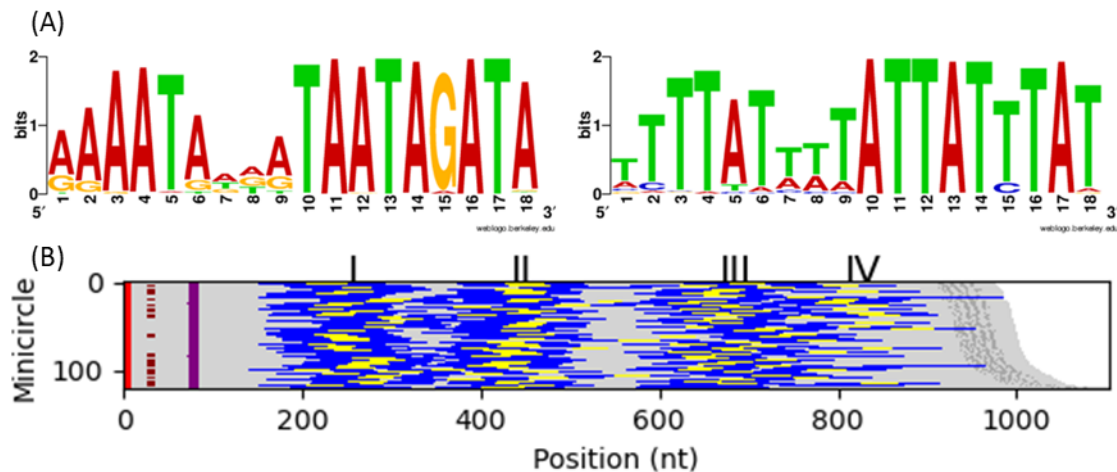 (A)
2 2
bits 1 bits 1
AAAATAAAATAATAGATA TTTTATTTTATTATTTAT
0 0
5' 1 2 3 4 5 6 7 8 9 10 11 12 13 14 15 16 17 18 3' 5' 1 2 3 4 5 6 7 8 9 10 11 12 13 14 15 16 17 18 3'
weblogo.berkeley.edu weblogo.berkeley.edu
(B)
I II III IV
0
Minicircle
100
0 200 400 600 800 1000
Position (nt)